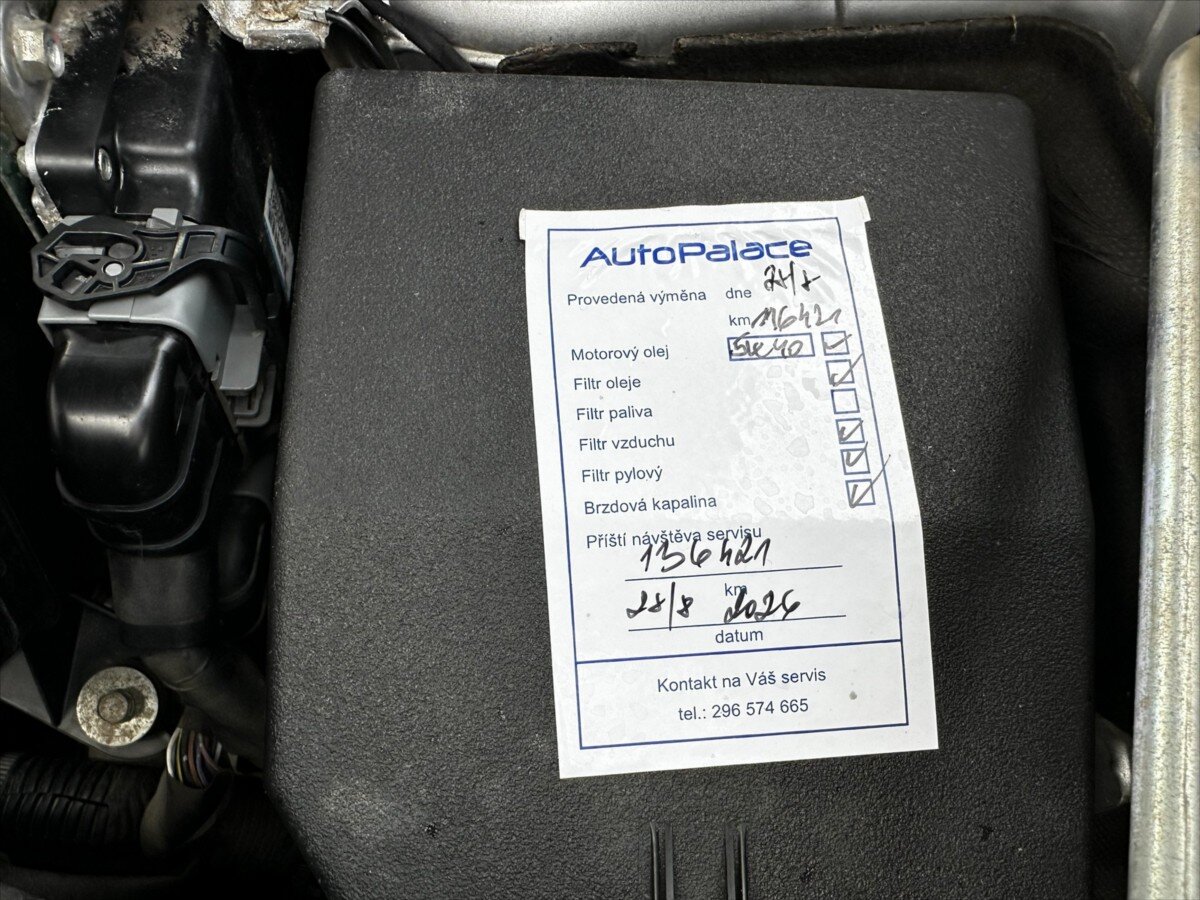 AutoPalace
Provedená výměna dne 28/8
km 116421
Motorový olej 5W40
Filtr oleje
Filtr paliva
Filtr vzduchu
Filtr pylový
Brzdová kapalina
Příští návštěva servisu
136421
km
28/8 2026
datum
Kontakt na Váš servis
tel.: 296 574 665